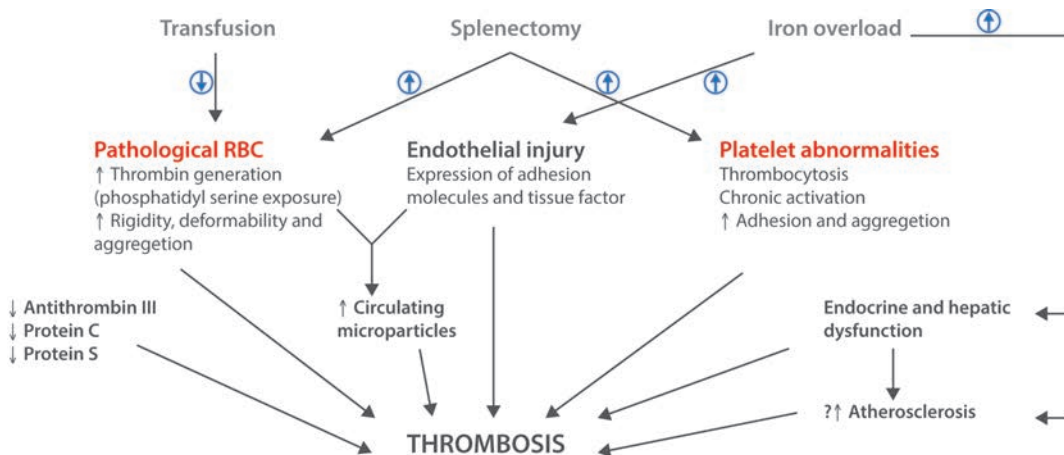 Transfusion
Splenectomy
Iron overload
Pathological RBC
↑ Thrombin generation
(phosphatidyl serine exposure)
↑ Rigidity, deformability and
aggregetion
Endothelial injury
Expression of adhesion
molecules and tissue factor
Platelet abnormalities
Thrombocytosis
Chronic activation
↑ Adhesion and aggregetion
↓ Antithrombin III
↓ Protein C
↓ Protein S
↑ Circulating
microparticles
Endocrine and hepatic
dysfunction
?↑ Atherosclerosis
THROMBOSIS